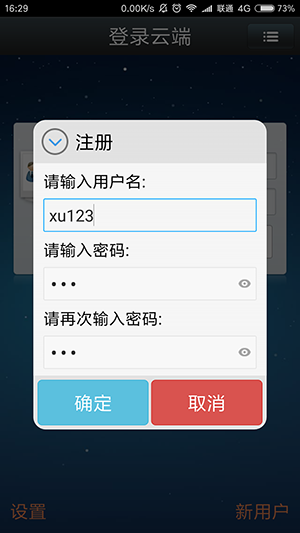 16:29 0.00K/s 联通 4G 73%
登录云端
注册
请输入用户名:
xu123
请输入密码:
•••
请再次输入密码:
•••
确定 取消
设置 新用户